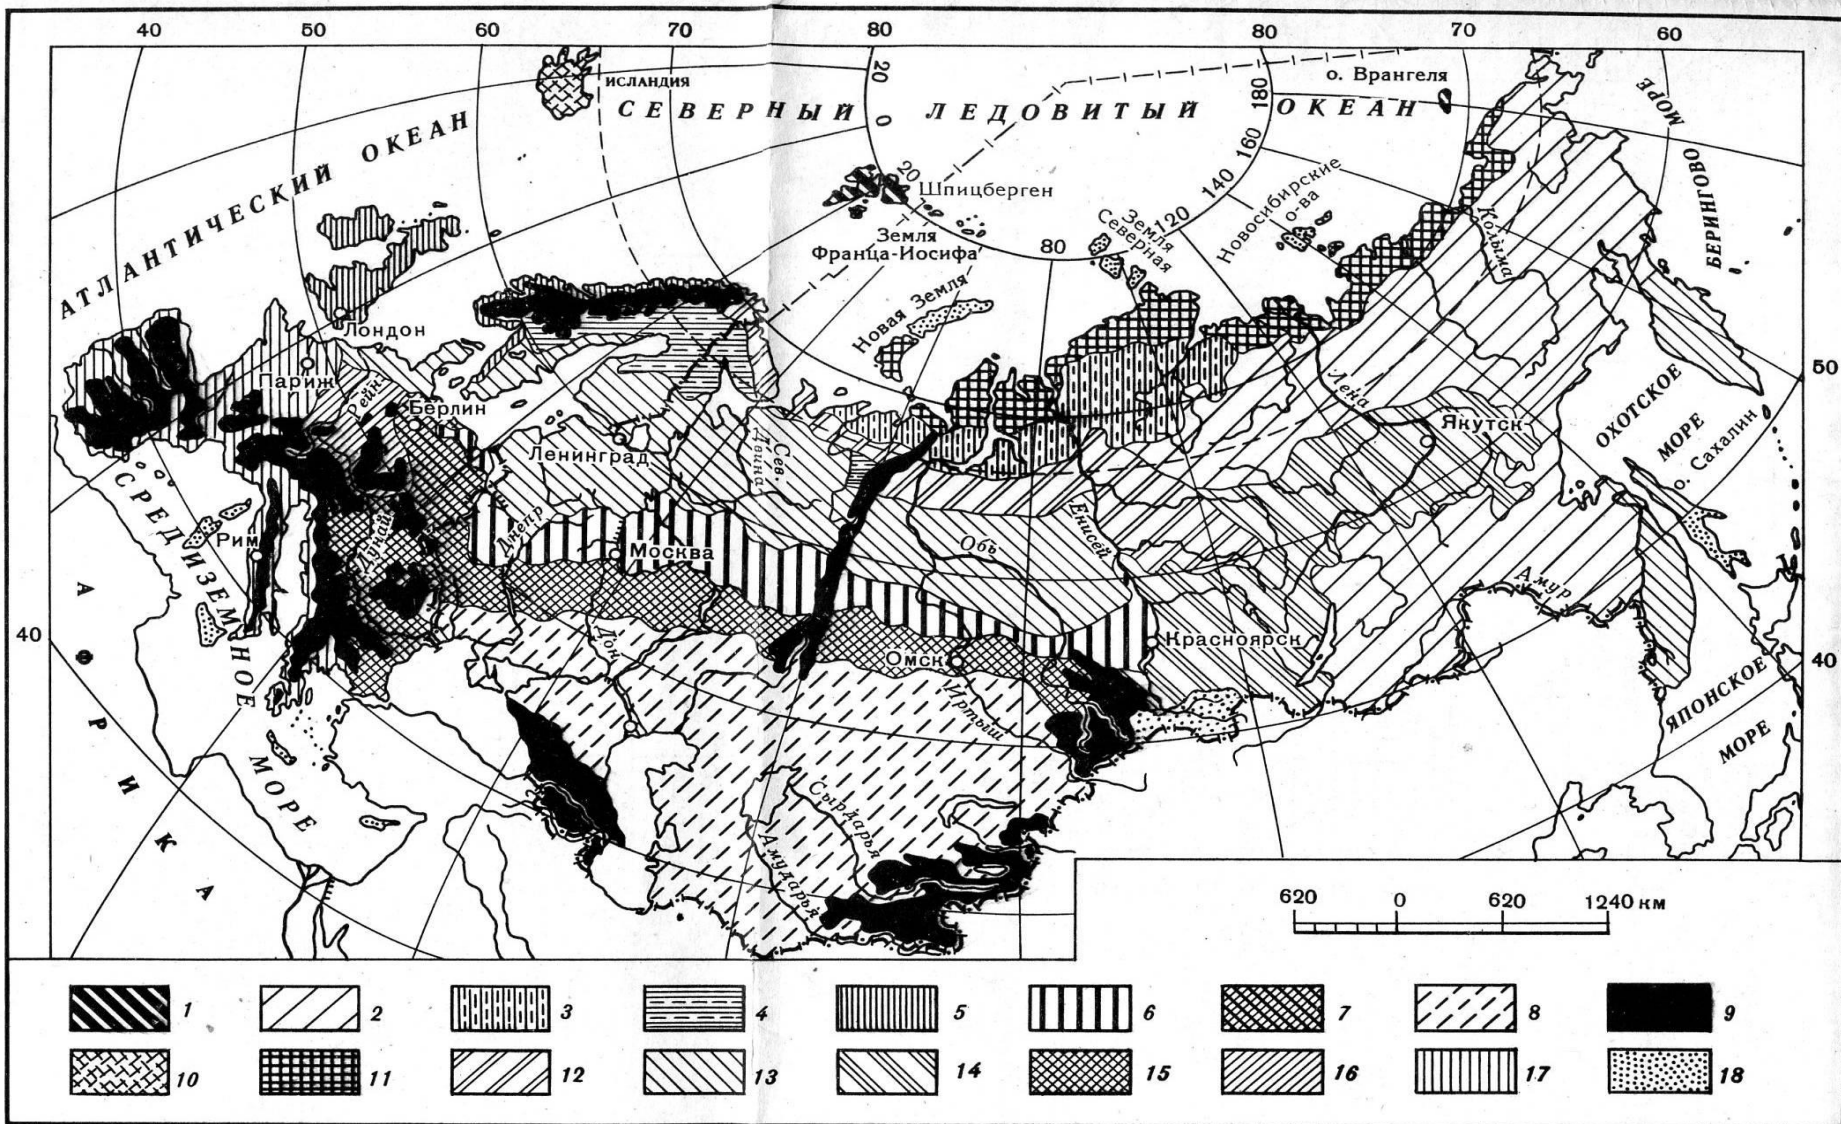 40 50 60 70 80 80 70 60
ИСЛАНДИЯ
о. Врангеля
20
0
20
180
160
140
120
80
СЕВЕРНЫЙ ЛЕДОВИТЫЙ ОКЕАН
АТЛАНТИЧЕСКИЙ ОКЕАН
БЕРИНГОВО
МОРЕ
Шпицберген
Земля
Франца-Иосифа
Земля
Северная
Новосибирские
о-ва
Новая Земля
Колыма
Лондон
Париж
Рейн
Берлин
Ленинград
Сев.
Двина
Лена
Якутск
50
ОХОТСКОЕ
МОРЕ
о. Сахалин
СРЕДИЗЕМНОЕ
МОРЕ
Рим
Дунай
Днепр
Москва
Обь
Енисей
Амур
АФРИКА
40
Дон
Омск
Иртыш
Красноярск
40
ЯПОНСКОЕ
МОРЕ
Сырдарья
Амударья
620 0 620 1240 км
1 2 3 4 5 6 7 8 9
10 11 12 13 14 15 16 17 18